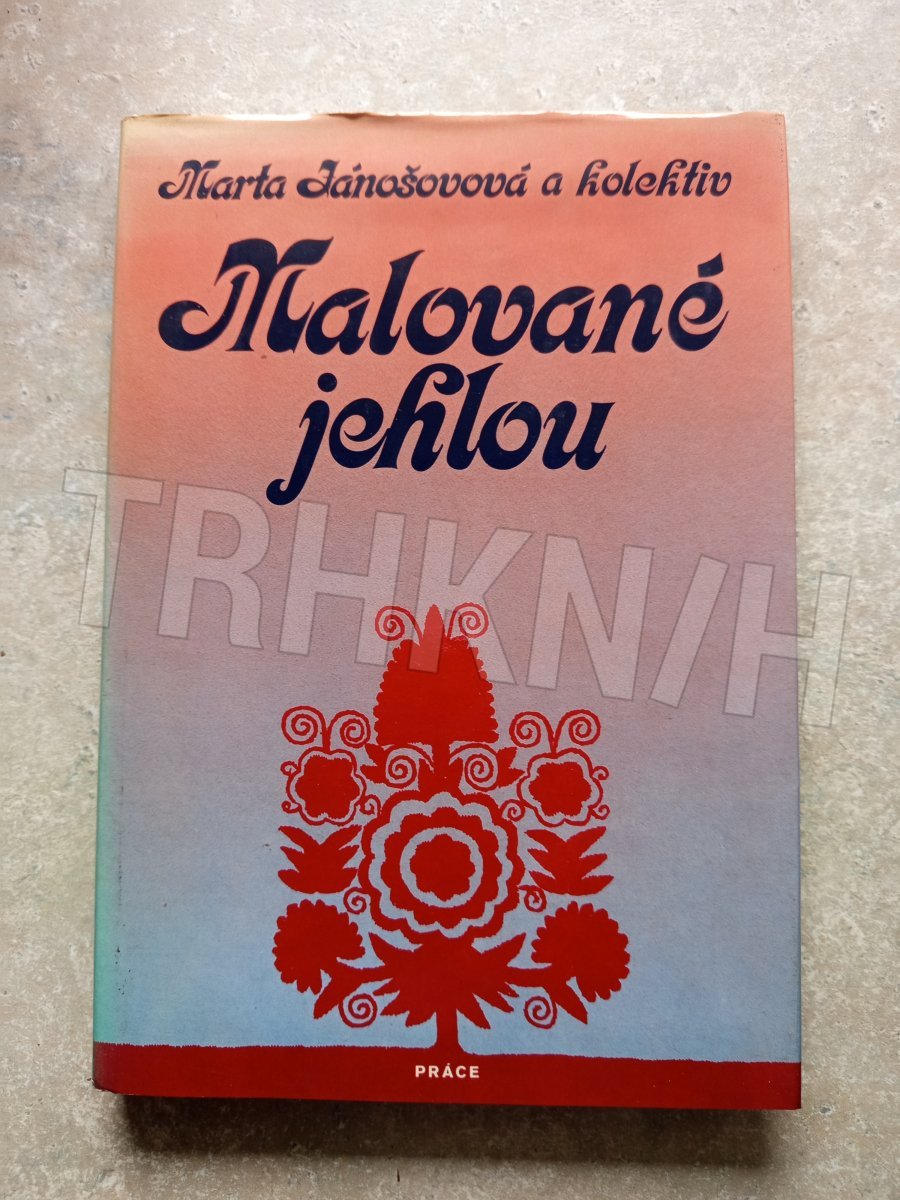 Marta Jánošovová a kolektiv
Malované
jehlou
TRHKNIH
PRÁCE